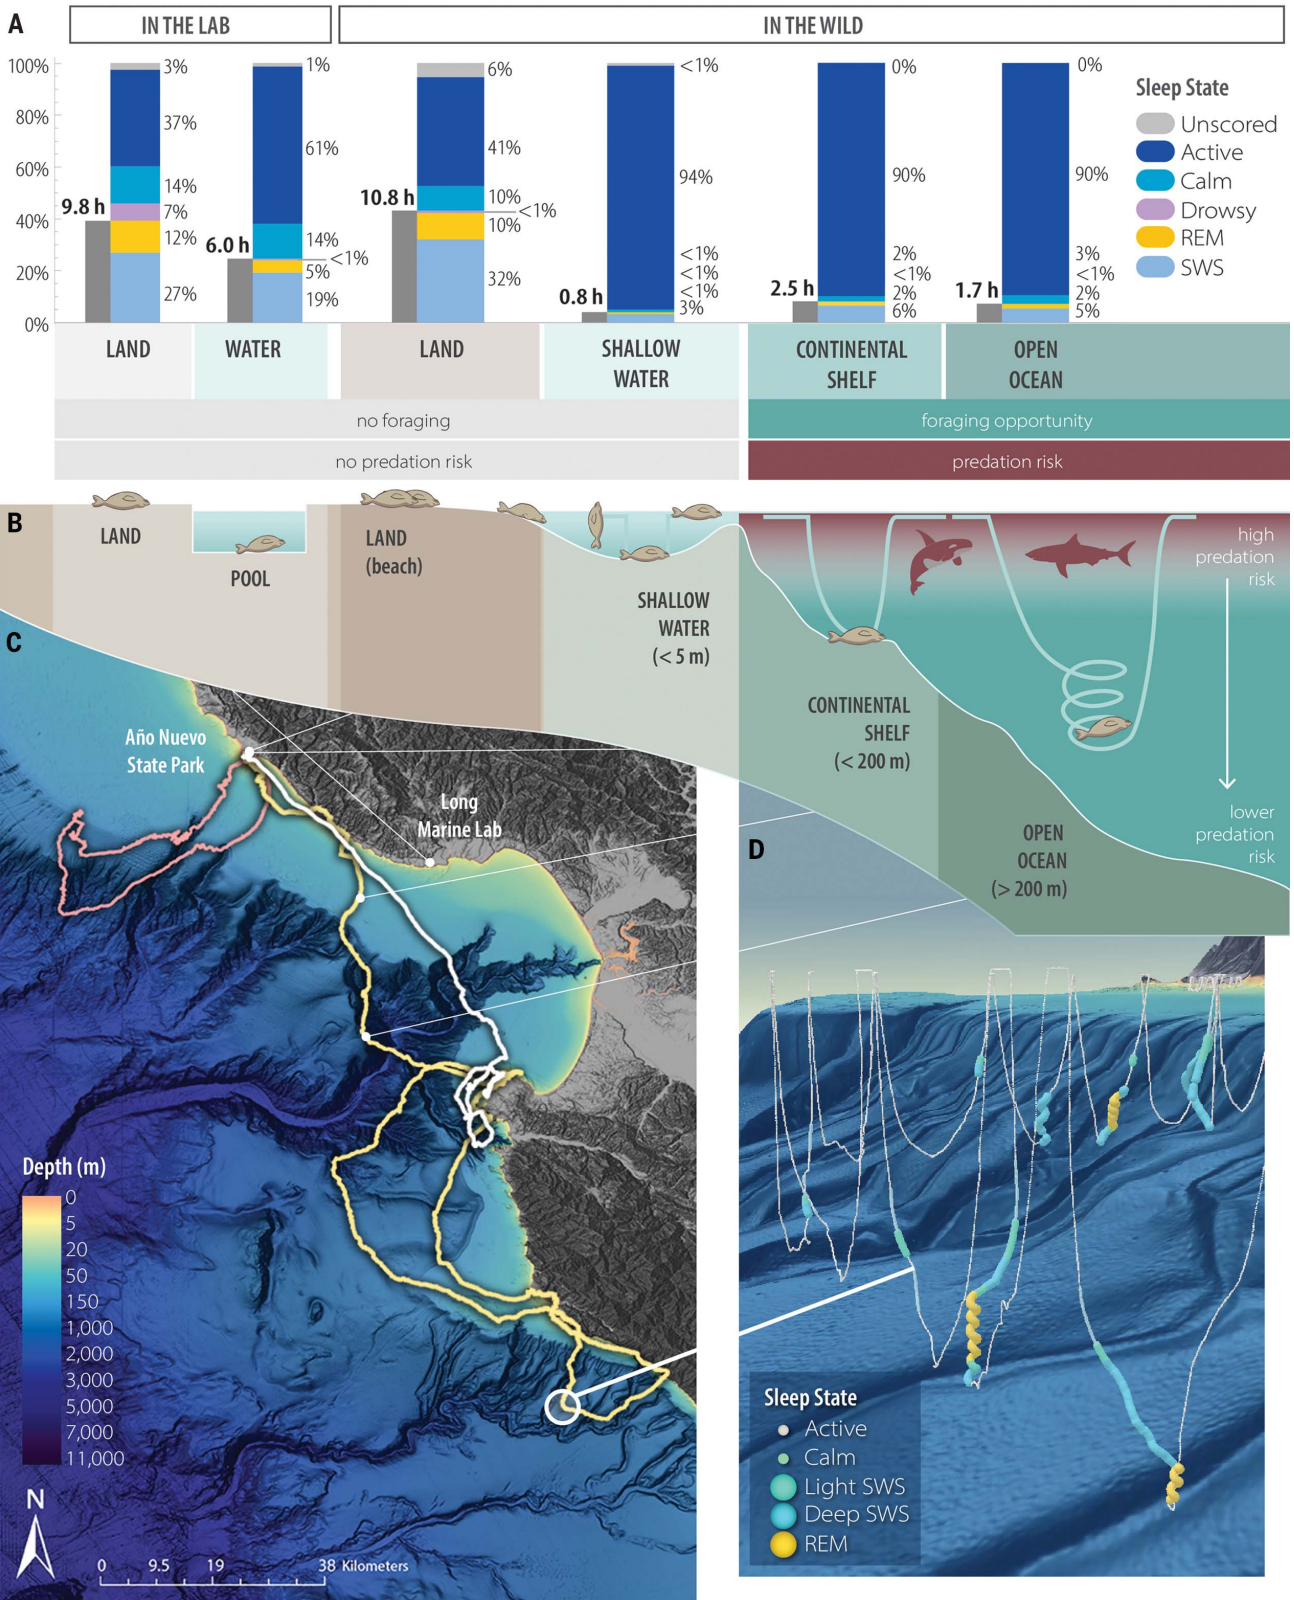 A
IN THE LAB
IN THE WILD
100%
80%
60%
40%
20%
0%
3%
37%
14%
7%
12%
27%
9.8 h
1%
61%
14%
<1%
5%
19%
6.0 h
6%
41%
10%
<1%
10%
32%
10.8 h
<1%
94%
<1%
<1%
<1%
3%
0.8 h
0%
90%
2%
<1%
2%
6%
2.5 h
0%
90%
3%
<1%
2%
5%
1.7 h
Sleep State
Unscored
Active
Calm
Drowsy
REM
SWS
LAND
WATER
LAND
SHALLOW
WATER
CONTINENTAL
SHELF
OPEN
OCEAN
no foraging
foraging opportunity
no predation risk
predation risk
B
LAND
POOL
LAND
(beach)
SHALLOW
WATER
(< 5 m)
CONTINENTAL
SHELF
(< 200 m)
OPEN
OCEAN
(> 200 m)
high
predation
risk
lower
predation
risk
C
Año Nuevo
State Park
Long
Marine Lab
Depth (m)
0
5
20
50
150
1,000
2,000
3,000
5,000
7,000
11,000
N
0 9.5 19 38 Kilometers
D
Sleep State
Active
Calm
Light SWS
Deep SWS
REM